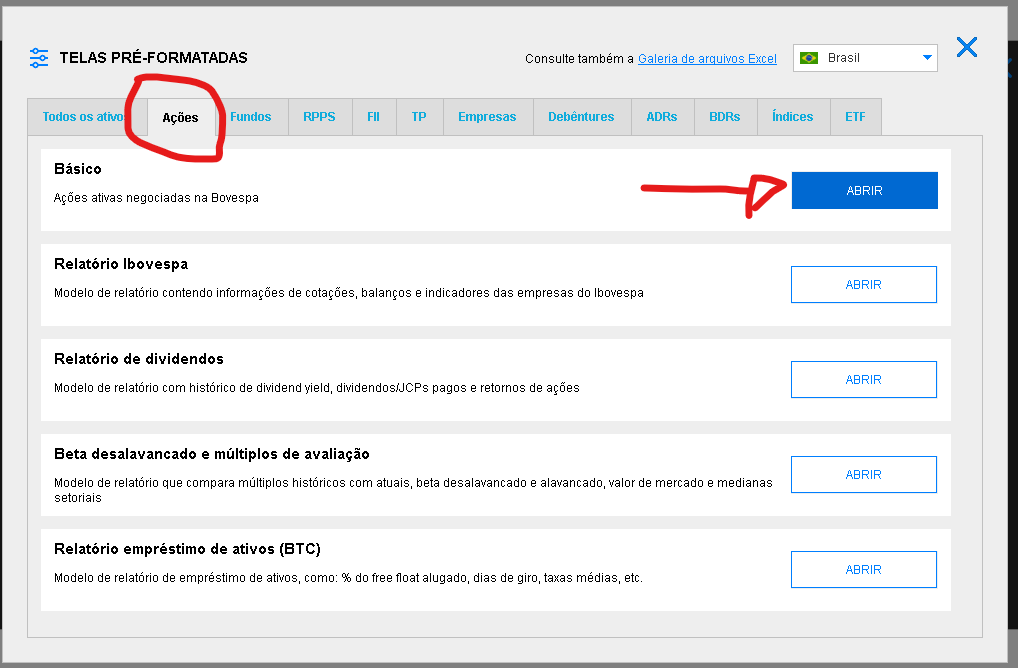 TELAS PRÉ-FORMATADAS
Consulte também a Galeria de arquivos Excel
Brasil
Todos os ativo
Ações
Fundos
RPPS
FII
TP
Empresas
Debêntures
ADRs
BDRs
Índices
ETF
Básico
Ações ativas negociadas na Bovespa
ABRIR
Relatório Ibovespa
Modelo de relatório contendo informações de cotações, balanços e indicadores das empresas do Ibovespa
ABRIR
Relatório de dividendos
Modelo de relatório com histórico de dividend yield, dividendos/JCPs pagos e retornos de ações
ABRIR
Beta desalavancado e múltiplos de avaliação
Modelo de relatório que compara múltiplos históricos com atuais, beta desalavancado e alavancado, valor de mercado e medianas
setoriais
ABRIR
Relatório empréstimo de ativos (BTC)
Modelo de relatório de empréstimo de ativos, como: % do free float alugado, dias de giro, taxas médias, etc.
ABRIR